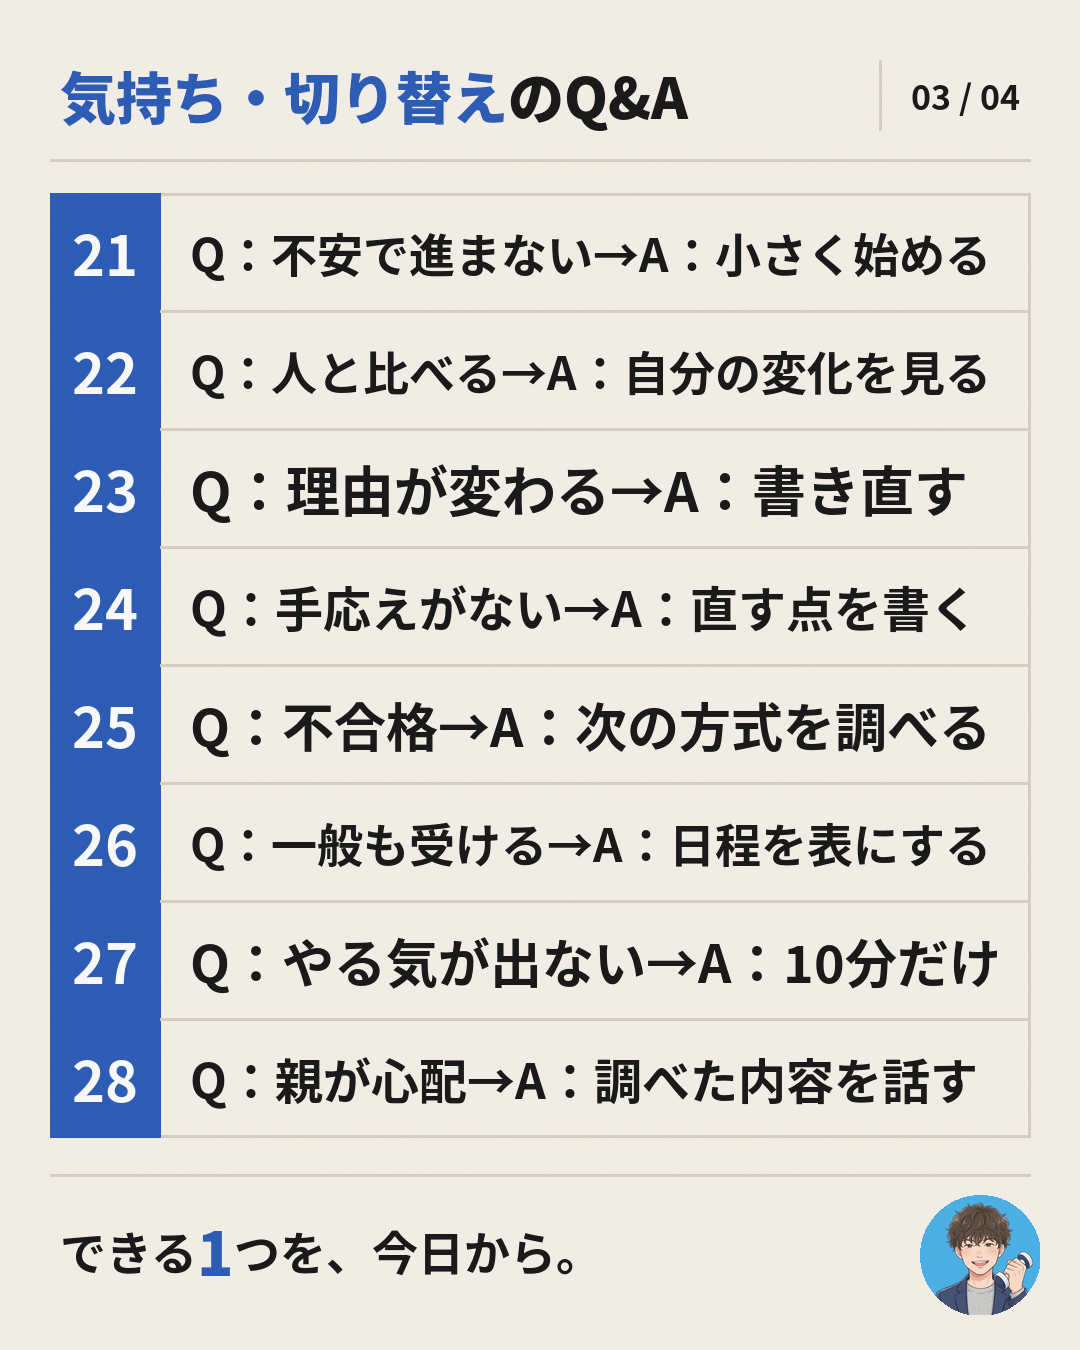 気持ち・切り替えのQ&A
03 / 04
21 Q：不安で進まない→A：小さく始める
22 Q：人と比べる→A：自分の変化を見る
23 Q：理由が変わる→A：書き直す
24 Q：手応えがない→A：直す点を書く
25 Q：不合格→A：次の方式を調べる
26 Q：一般も受ける→A：日程を表にする
27 Q：やる気が出ない→A：10分だけ
28 Q：親が心配→A：調べた内容を話す
できる1つを、今日から。